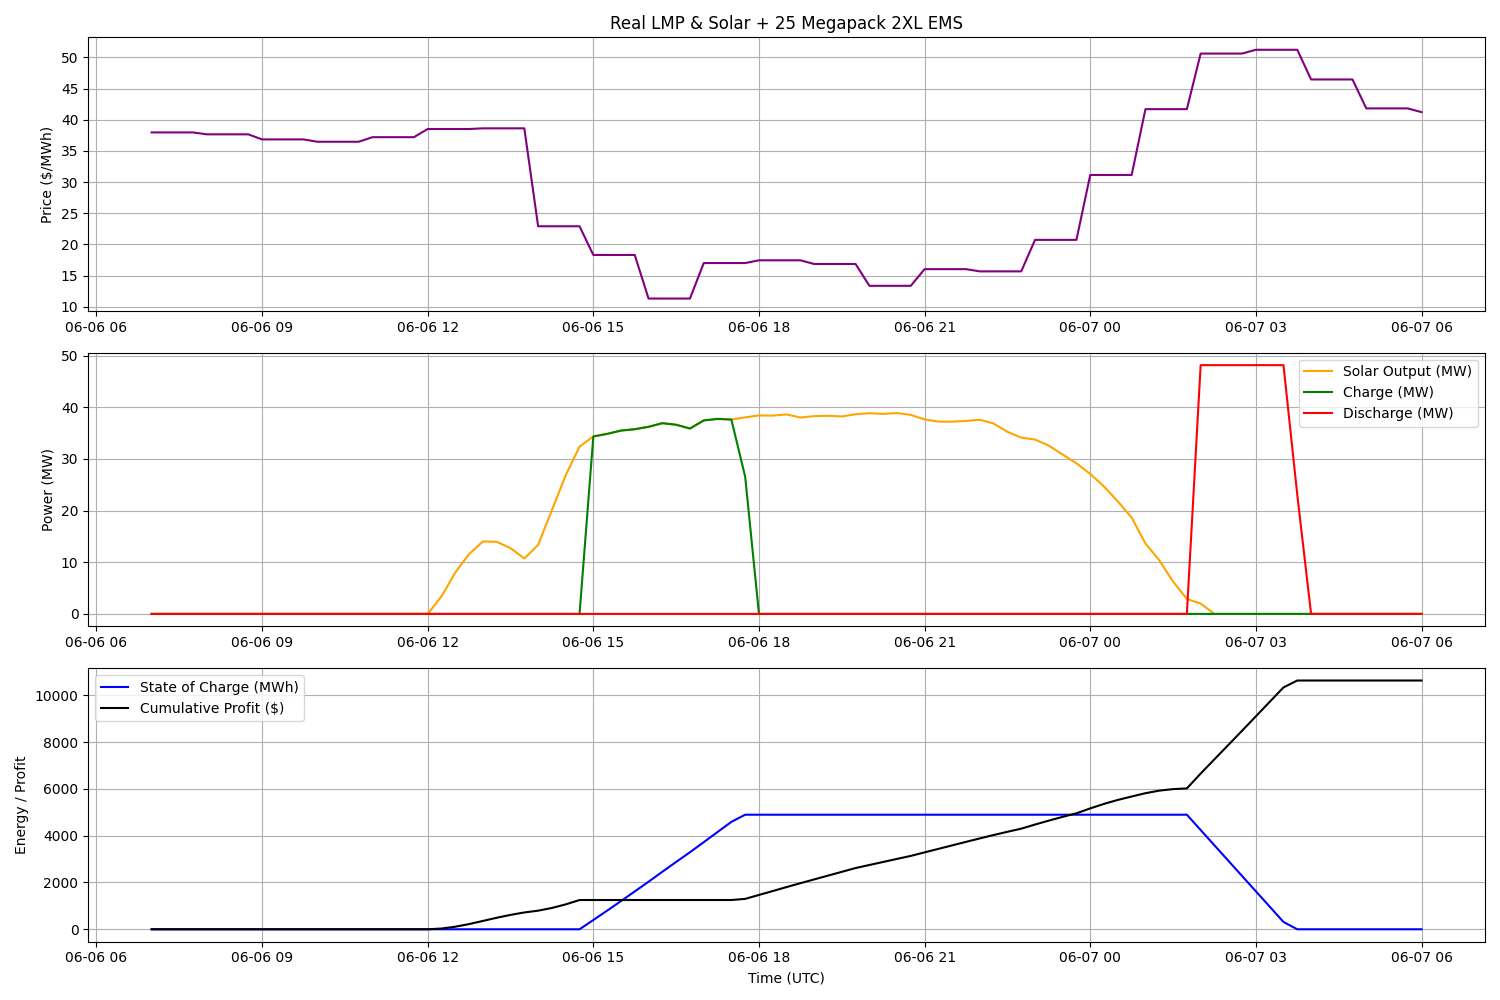 Real LMP & Solar + 25 Megapack 2XL EMS
Price ($/MWh)
50
45
40
35
30
25
20
15
10
06-06 06 06-06 09 06-06 12 06-06 15 06-06 18 06-06 21 06-07 00 06-07 03 06-07 06
Power (MW)
50
40
30
20
10
0
Solar Output (MW)
Charge (MW)
Discharge (MW)
06-06 06 06-06 09 06-06 12 06-06 15 06-06 18 06-06 21 06-07 00 06-07 03 06-07 06
Energy / Profit
10000
8000
6000
4000
2000
0
State of Charge (MWh)
Cumulative Profit ($)
06-06 06 06-06 09 06-06 12 06-06 15 06-06 18 06-06 21 06-07 00 06-07 03 06-07 06
Time (UTC)